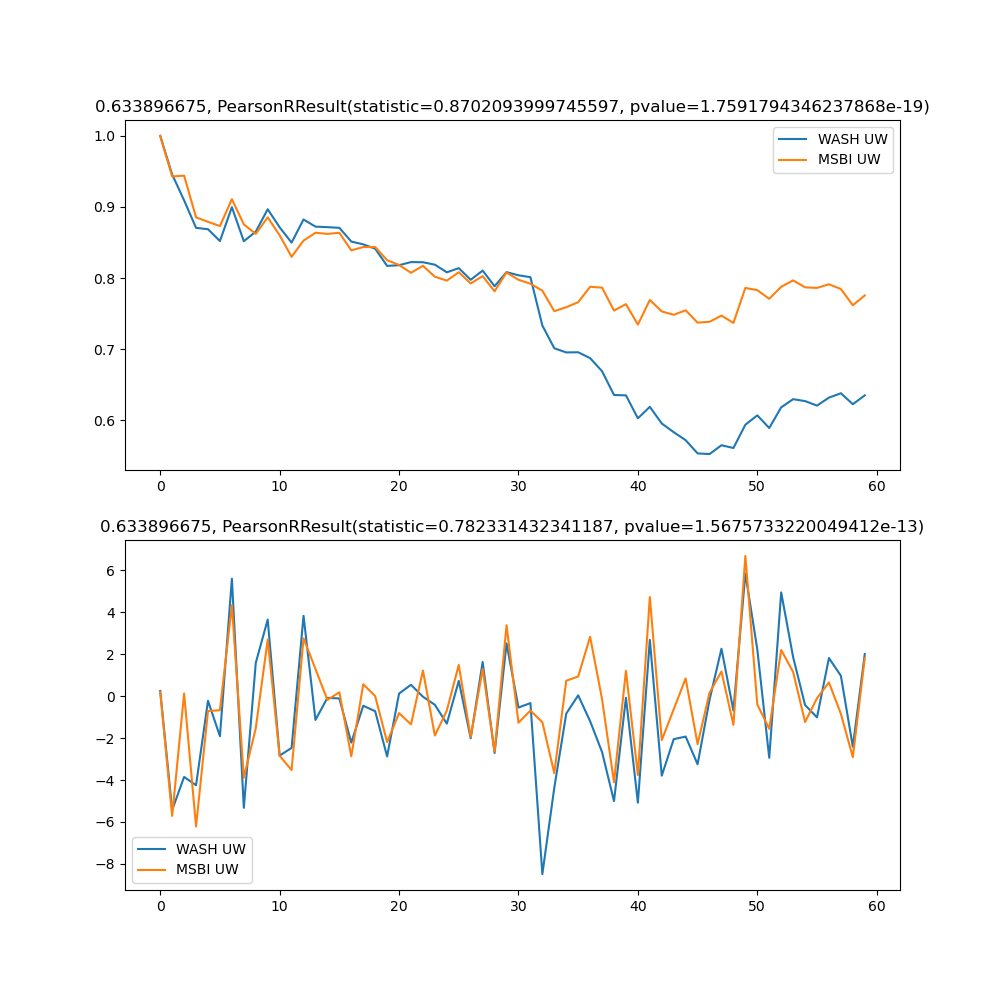 0.633896675, PearsonRResult(statistic=0.8702093999745597, pvalue=1.7591794346237868e-19)
1.0
0.9
0.8
0.7
0.6
WASH UW
MSBI UW
0 10 20 30 40 50 60
0.633896675, PearsonRResult(statistic=0.782331432341187, pvalue=1.5675733220049412e-13)
6
4
2
0
−2
−4
−6
−8
WASH UW
MSBI UW
0 10 20 30 40 50 60